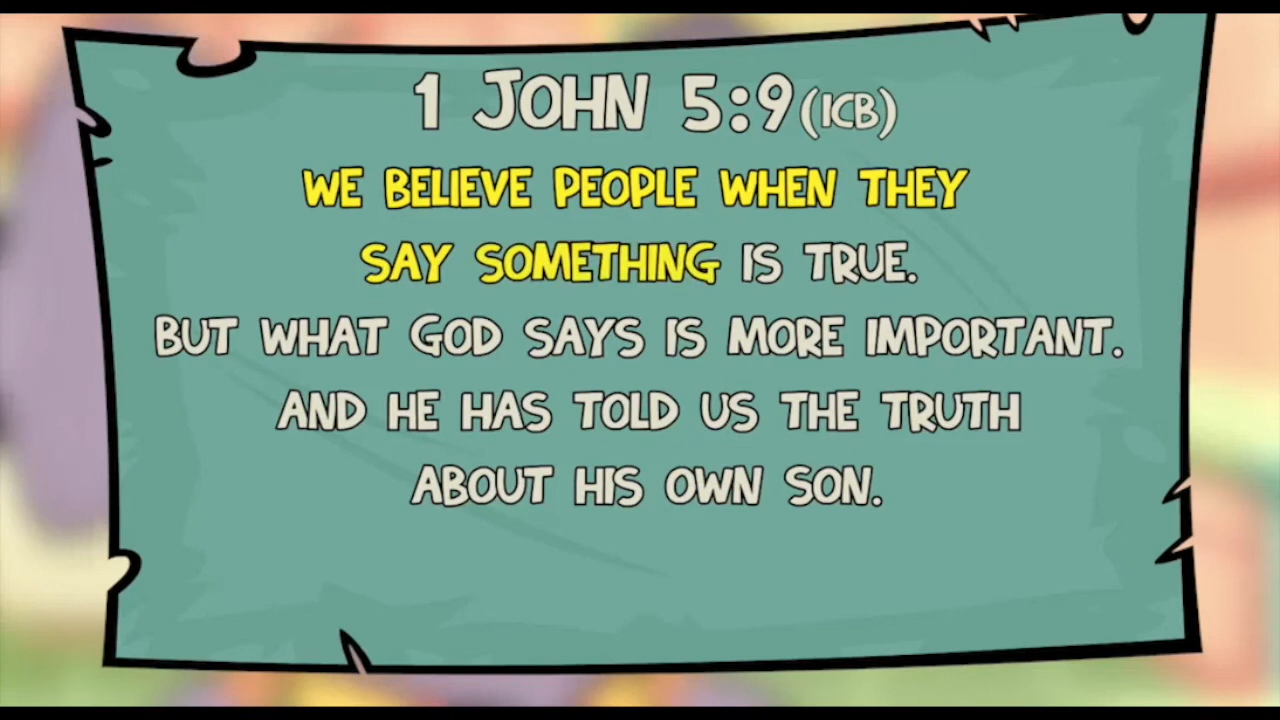 1 JOHN 5:9 (ICB)
WE BELIEVE PEOPLE WHEN THEY
SAY SOMETHING IS TRUE.
BUT WHAT GOD SAYS IS MORE IMPORTANT.
AND HE HAS TOLD US THE TRUTH
ABOUT HIS OWN SON.